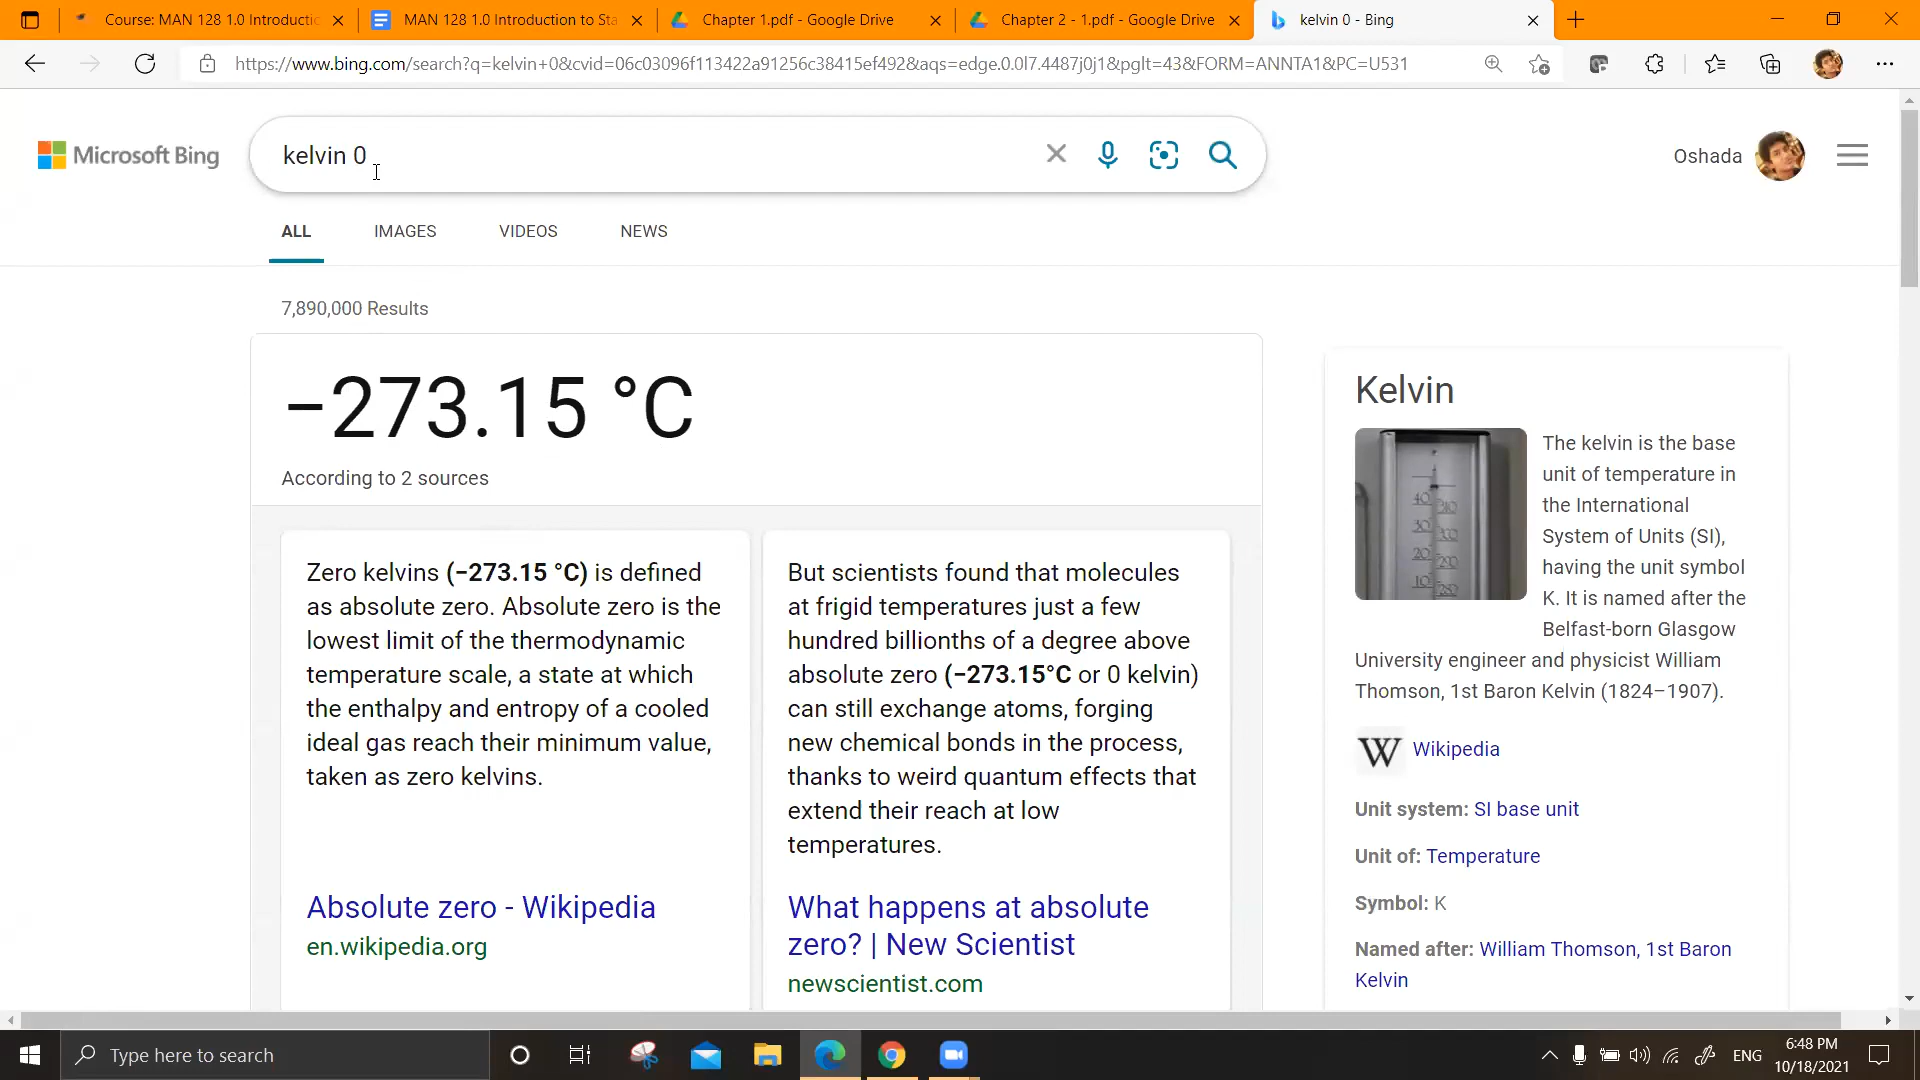 Course: MAN 128 1.0 Introductic
MAN 128 1.0 Introduction to Sta
Chapter 1.pdf - Google Drive
Chapter 2 - 1.pdf - Google Drive
kelvin 0 - Bing
https://www.bing.com/search?q=kelvin+0&cvid=06c03096f113422a91256c38415ef492&aqs=edge.0.0l7.4487j0j1&pglt=43&FORM=ANNTA1&PC=U531
Microsoft Bing
kelvin 0
Oshada
ALL
IMAGES
VIDEOS
NEWS
7,890,000 Results
−273.15 °C
According to 2 sources
Zero kelvins (−273.15 °C) is defined
as absolute zero. Absolute zero is the
lowest limit of the thermodynamic
temperature scale, a state at which
the enthalpy and entropy of a cooled
ideal gas reach their minimum value,
taken as zero kelvins.
Absolute zero - Wikipedia
en.wikipedia.org
But scientists found that molecules
at frigid temperatures just a few
hundred billionths of a degree above
absolute zero (−273.15°C or 0 kelvin)
can still exchange atoms, forging
new chemical bonds in the process,
thanks to weird quantum effects that
extend their reach at low
temperatures.
What happens at absolute
zero? | New Scientist
newscientist.com
Kelvin
The kelvin is the base
unit of temperature in
the International
System of Units (SI),
having the unit symbol
K. It is named after the
Belfast-born Glasgow
University engineer and physicist William
Thomson, 1st Baron Kelvin (1824–1907).
W Wikipedia
Unit system: SI base unit
Unit of: Temperature
Symbol: K
Named after: William Thomson, 1st Baron
Kelvin
Type here to search
ENG
6:48 PM
10/18/2021